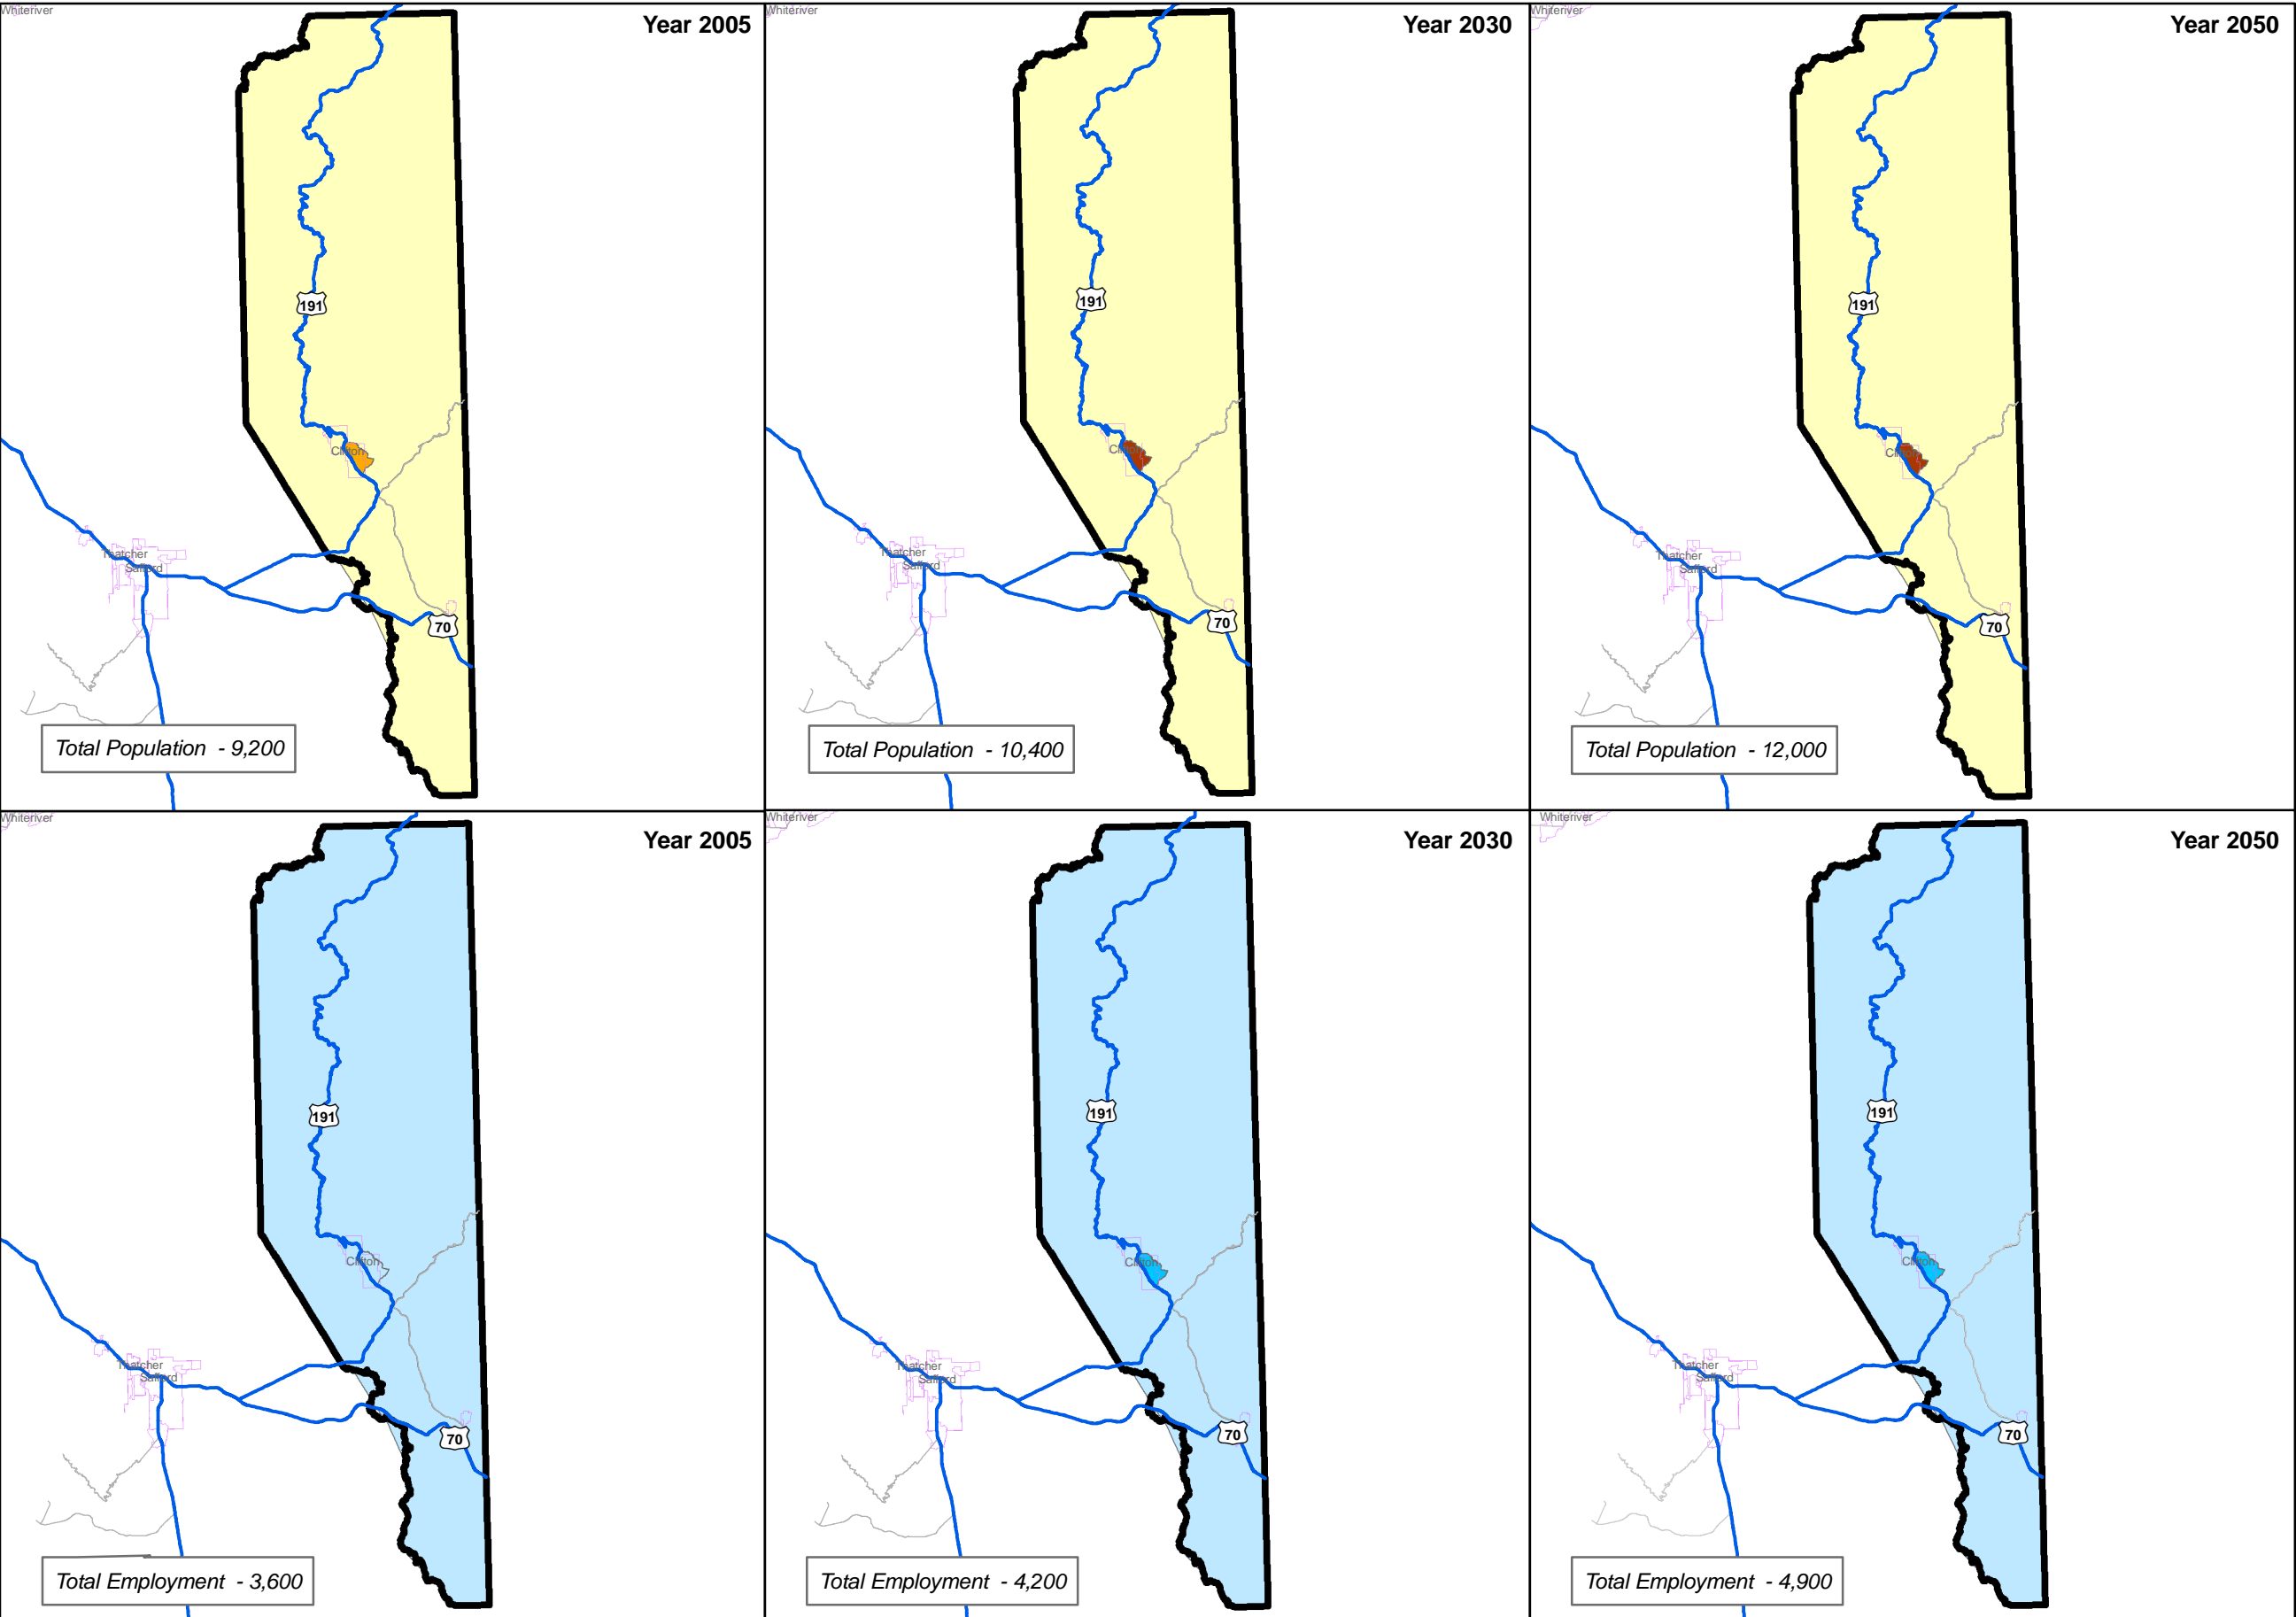 Whiteriver
Year 2005
191
Clifton
Thatcher
Safford
70
Total Population - 9,200
Whiteriver
Year 2030
191
Clifton
Thatcher
Safford
70
Total Population - 10,400
Whiteriver
Year 2050
191
Clifton
Thatcher
Safford
70
Total Population - 12,000
Whiteriver
Year 2005
191
Clifton
Thatcher
Safford
70
Total Employment - 3,600
Whiteriver
Year 2030
191
Clifton
Thatcher
Safford
70
Total Employment - 4,200
Whiteriver
Year 2050
191
Clifton
Thatcher
Safford
70
Total Employment - 4,900